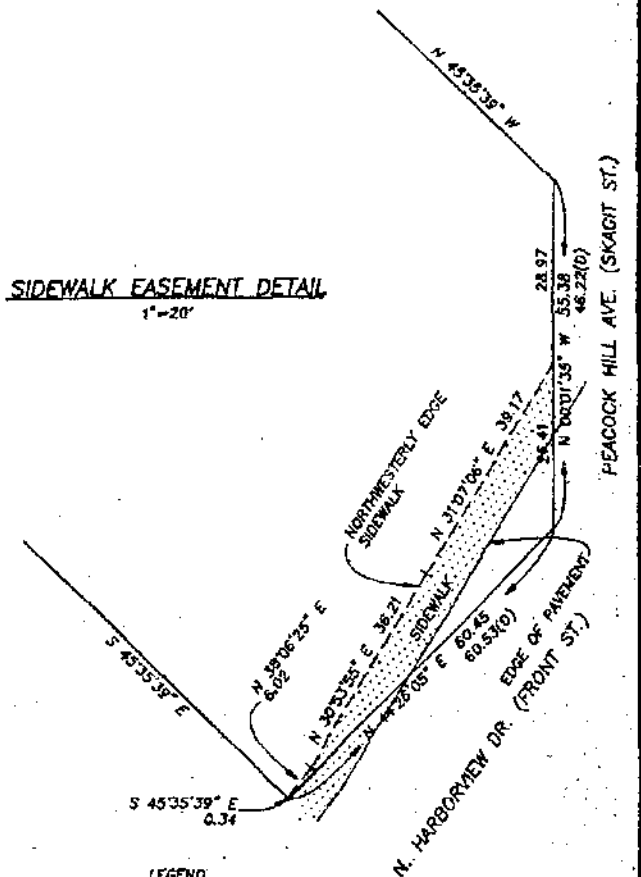 N 45°35'39" W
SIDEWALK EASEMENT DETAIL
1"=20'
PEACOCK HILL AVE. (SKAGIT ST.)
28.97
N 00°01'35" W 55.38
46.22(D)
26.41
NORTHWESTERLY EDGE
SIDEWALK
N 31°07'06" E 39.17
SIDEWALK
N 30°53'55" E 36.21
N 38°06'25" E
6.02
S 45°35'39" E
N 44°26'05" E 60.45
60.53(D)
EDGE OF PAVEMENT
N. HARBORVIEW DR. (FRONT ST.)
S 45°35'39" E
0.34
LEGEND